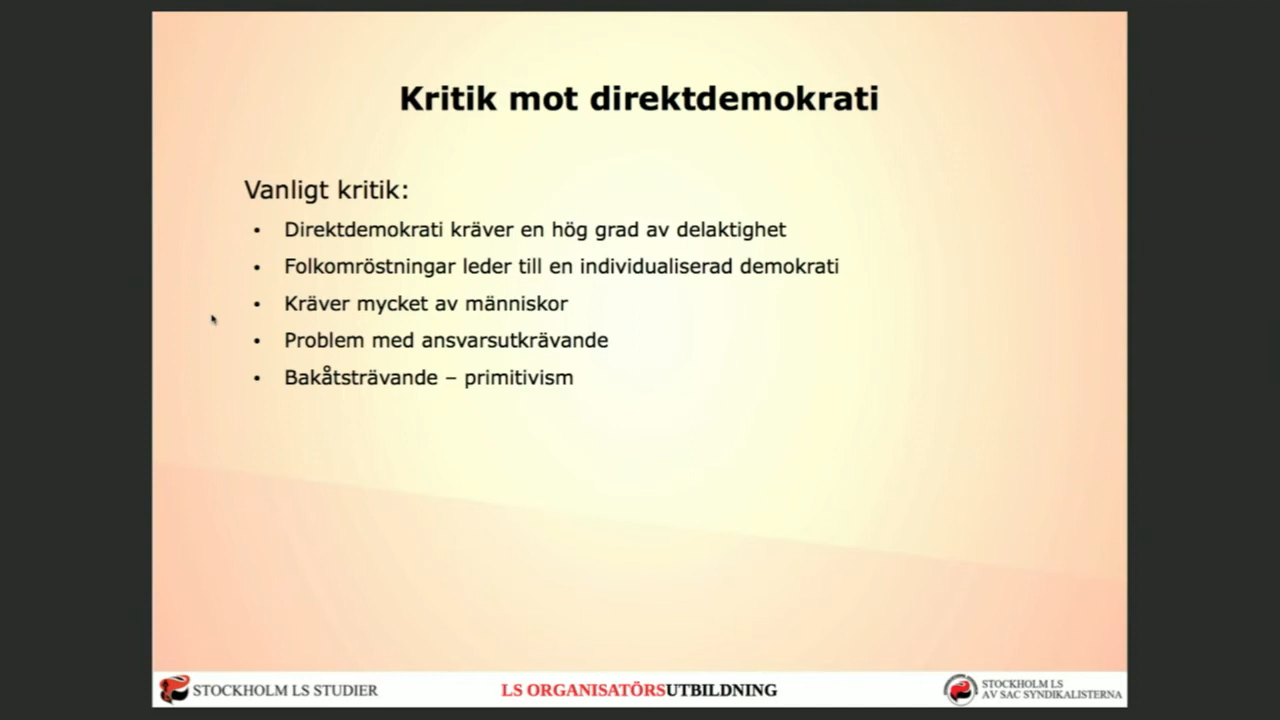 Kritik mot direktdemokrati
Vanligt kritik:
• Direktdemokrati kräver en hög grad av delaktighet
• Folkomröstningar leder till en individualiserad demokrati
• Kräver mycket av människor
• Problem med ansvarsutkrävande
• Bakåtsträvande – primitivism
STOCKHOLM LS STUDIER
LS ORGANISATÖRSUTBILDNING
STOCKHOLM LS
AV SAC SYNDIKALISTERNA